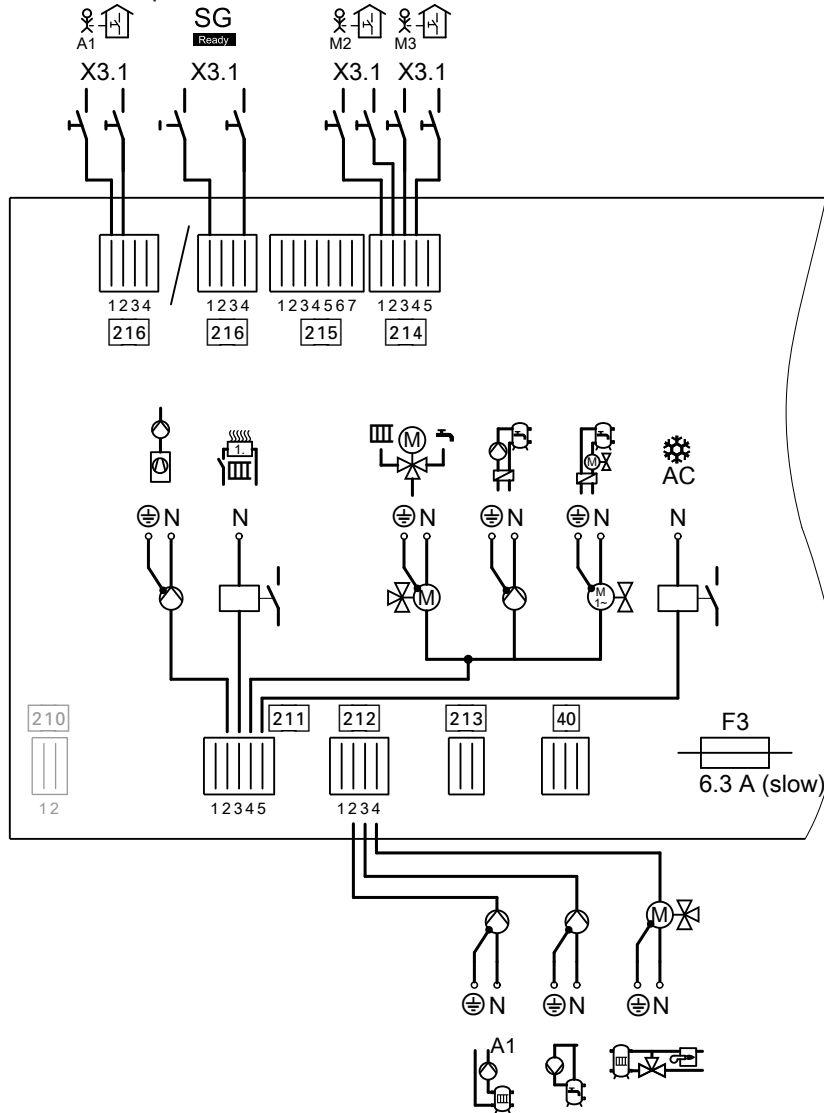 A1
SG
Ready
M2 M3
X3.1 X3.1 X3.1 X3.1
1234 1234 1234567 12345
216 216 215 214
1. M M
AC
N N N N N N
M M 1~
210 211 212 213 40 F3
6.3 A (slow)
12 12345 1234
M
N N N
A1